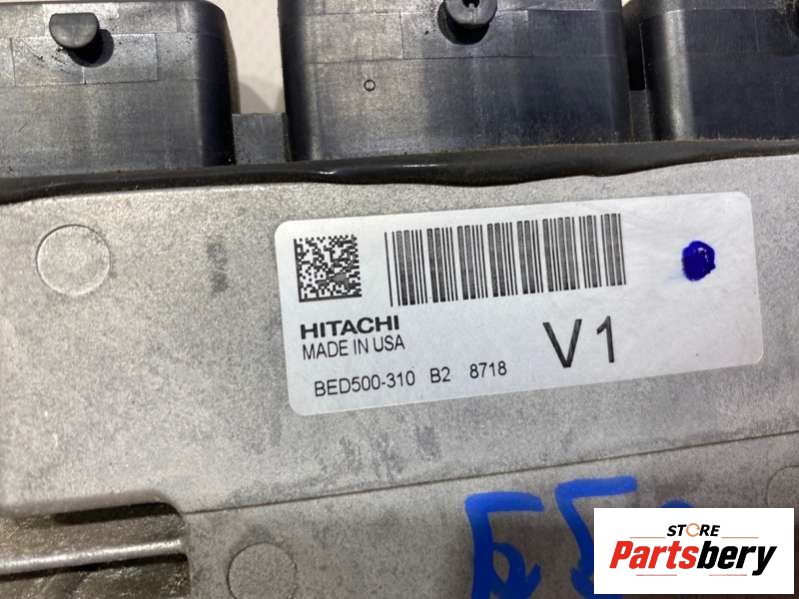 HITACHI
MADE IN USA
V1
BED500-310 B2 8718
STORE
Partsbery